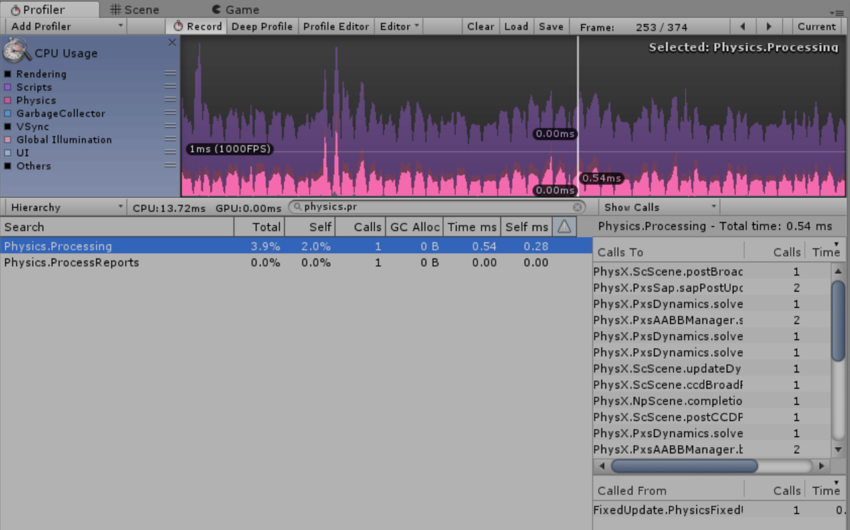 Profiler Scene Game
Add Profiler Record Deep Profile Profile Editor Editor Clear Load Save Frame: 253 / 374 Current
CPU Usage
Selected: Physics.Processing
Rendering
Scripts
Physics
GarbageCollector
VSync
Global Illumination
UI
Others
0.00ms
1ms (1000FPS)
0.54ms
0.00ms
Hierarchy CPU:13.72ms GPU:0.00ms physics.pr Show Calls
Search Total Self Calls GC Alloc Time ms Self ms
Physics.Processing 3.9% 2.0% 1 0 B 0.54 0.28
Physics.ProcessReports 0.0% 0.0% 1 0 B 0.00 0.00
Physics.Processing - Total time: 0.54 ms
Calls To Calls Time
PhysX.ScScene.postBroac 1
PhysX.PxsSap.sapPostUpc 2
PhysX.PxsDynamics.solve 1
PhysX.PxsAABBManager.s 2
PhysX.PxsDynamics.solve 1
PhysX.PxsDynamics.solve 1
PhysX.ScScene.updateDy 1
PhysX.ScScene.ccdBroadF 1
PhysX.NpScene.completio 1
PhysX.ScScene.postCCDP 1
PhysX.PxsDynamics.solve 1
PhysX.PxsAABBManager.b 2
Called From Calls Time
FixedUpdate.PhysicsFixedU 1 0.